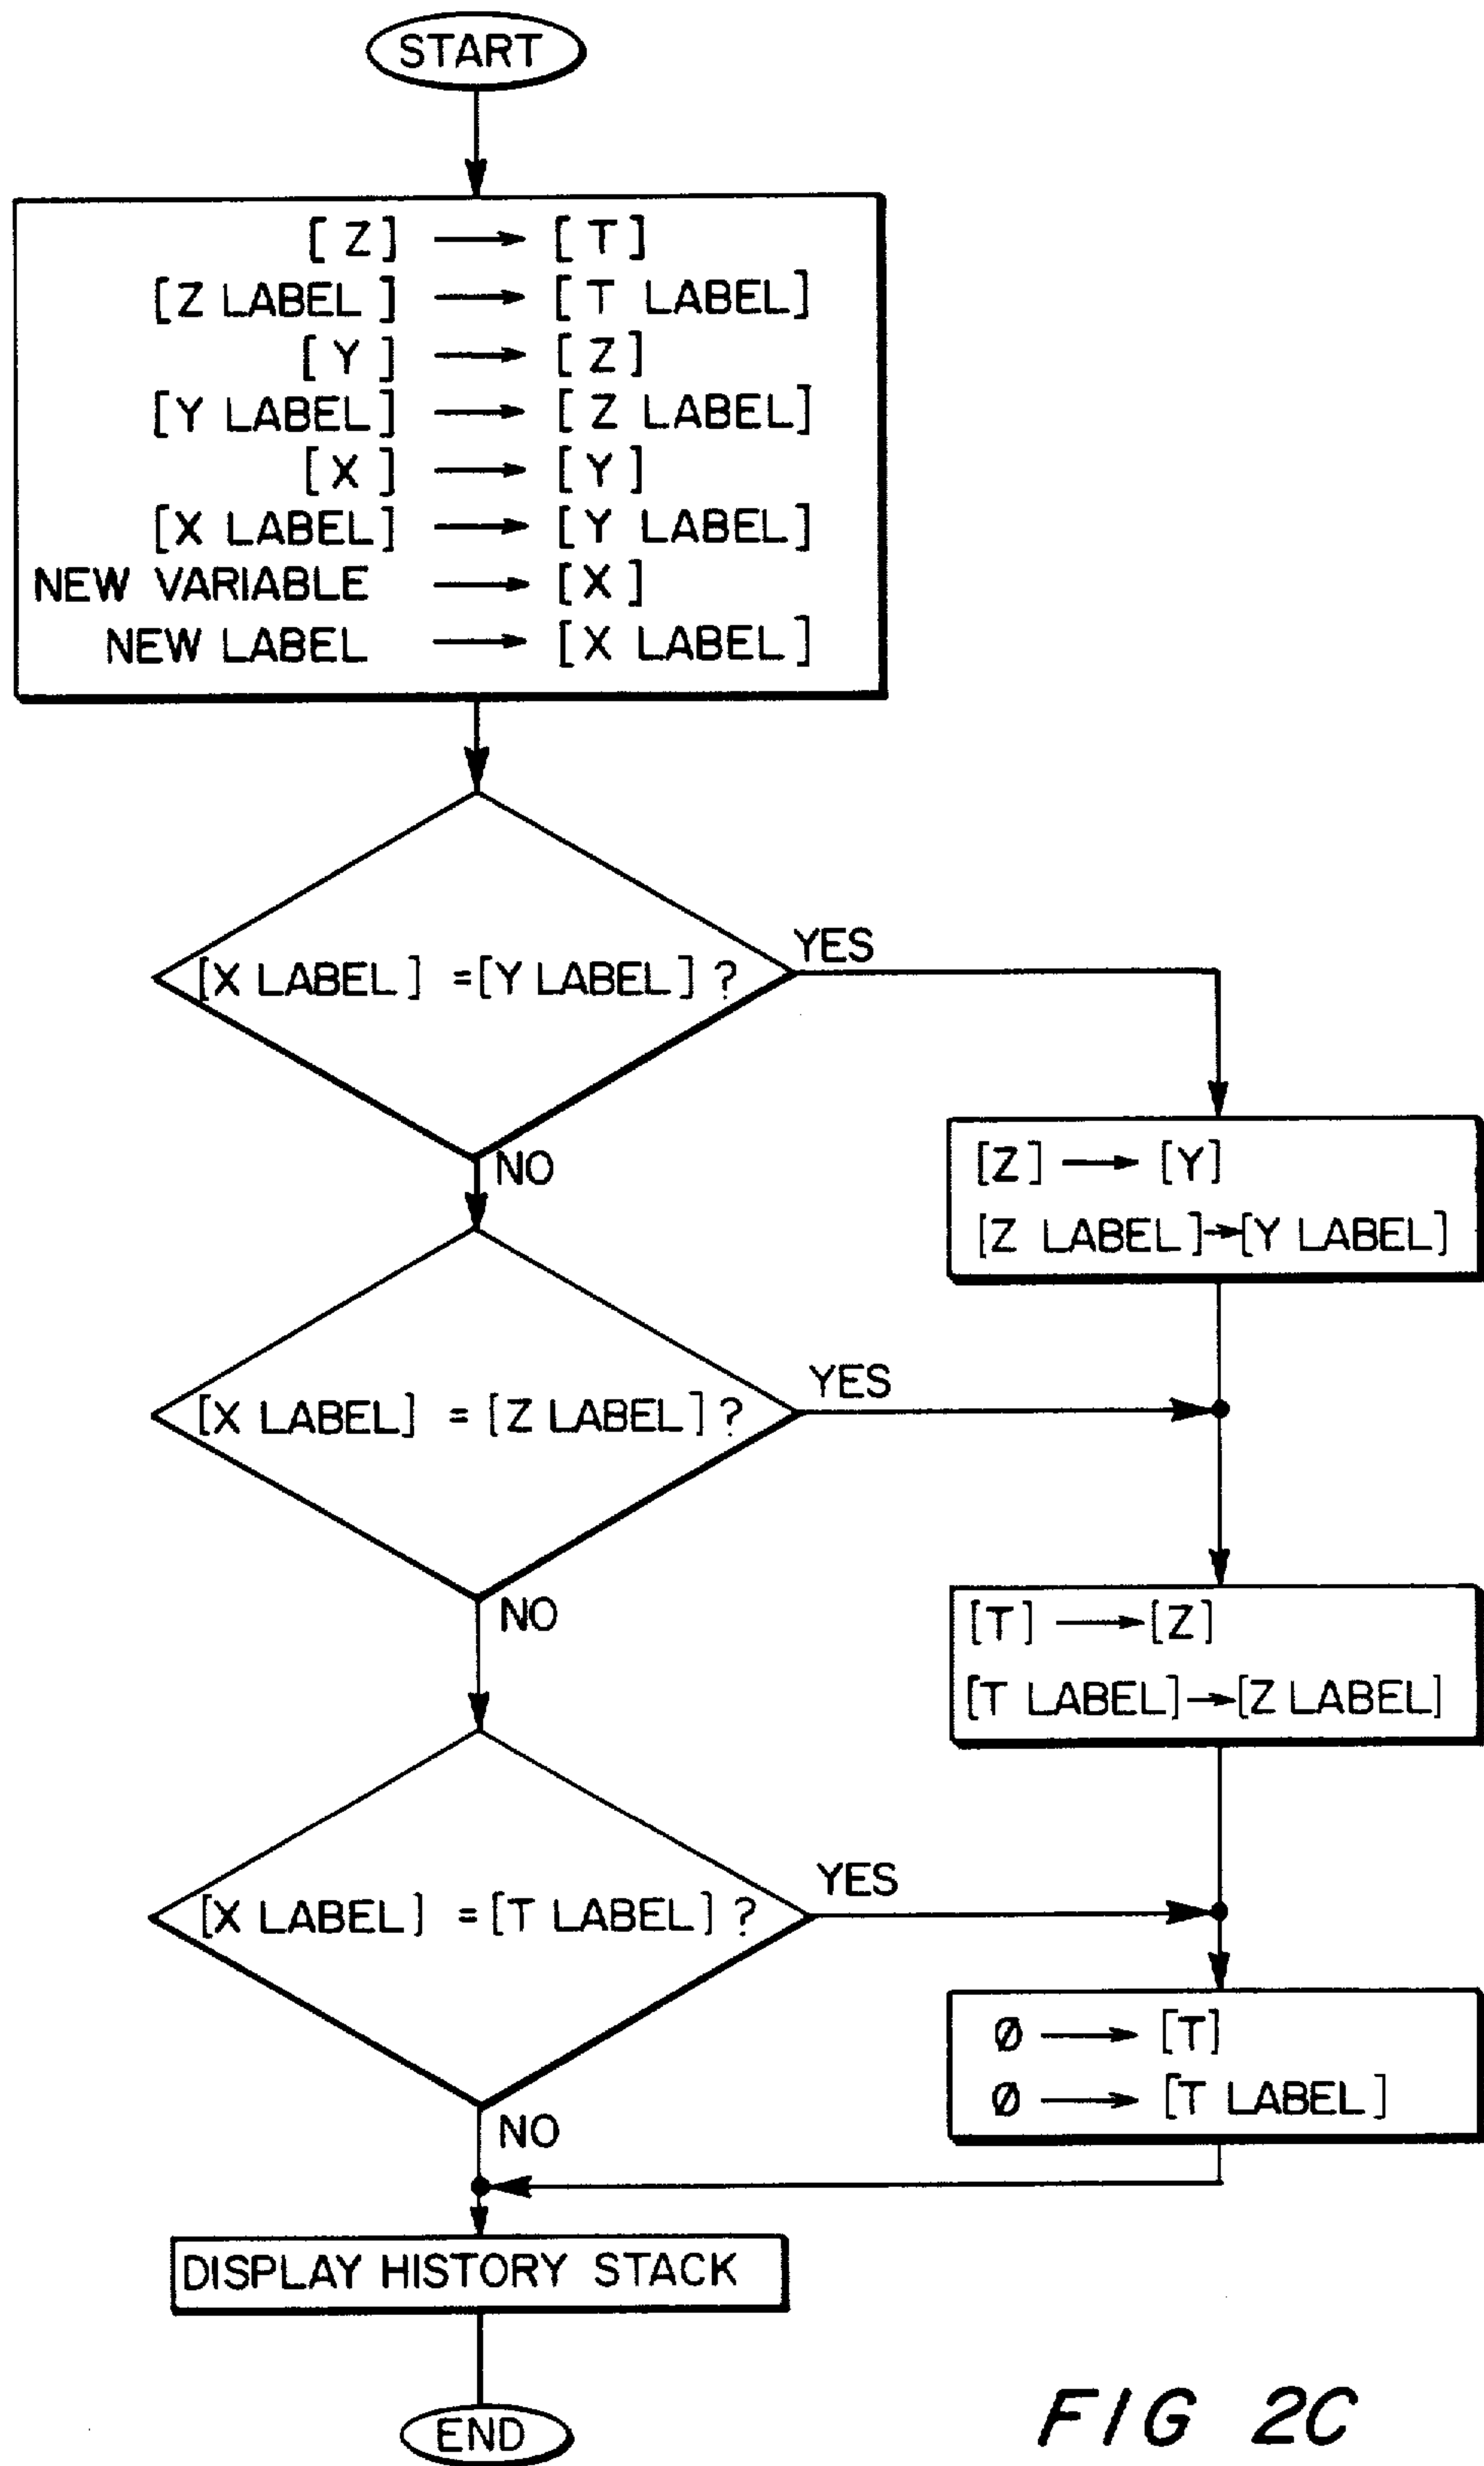 START
[Z] → [T]
[Z LABEL] → [T LABEL]
[Y] → [Z]
[Y LABEL] → [Z LABEL]
[X] → [Y]
[X LABEL] → [Y LABEL]
NEW VARIABLE → [X]
NEW LABEL → [X LABEL]
[X LABEL] = [Y LABEL] ?
YES
NO
[Z] → [Y]
[Z LABEL] → [Y LABEL]
[X LABEL] = [Z LABEL] ?
YES
NO
[T] → [Z]
[T LABEL] → [Z LABEL]
[X LABEL] = [T LABEL] ?
YES
NO
Ø → [T]
Ø → [T LABEL]
DISPLAY HISTORY STACK
END
FIG 2C